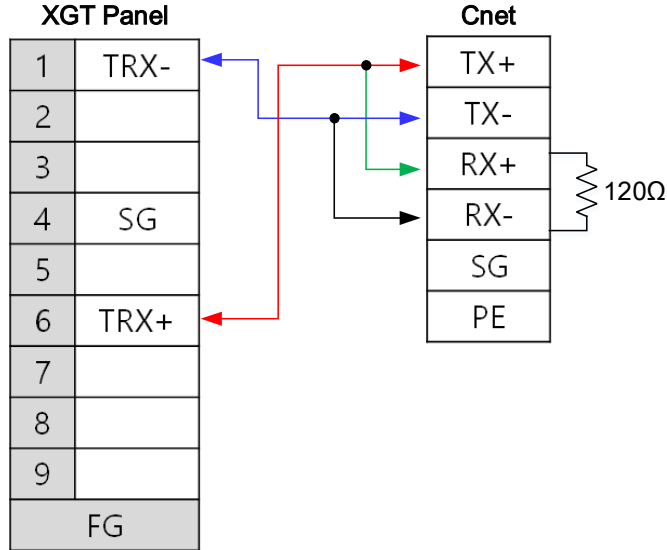 XGT Panel
1 TRX-
2
3
4 SG
5
6 TRX+
7
8
9
FG
Cnet
TX+
TX-
RX+
RX-
SG
PE
120Ω